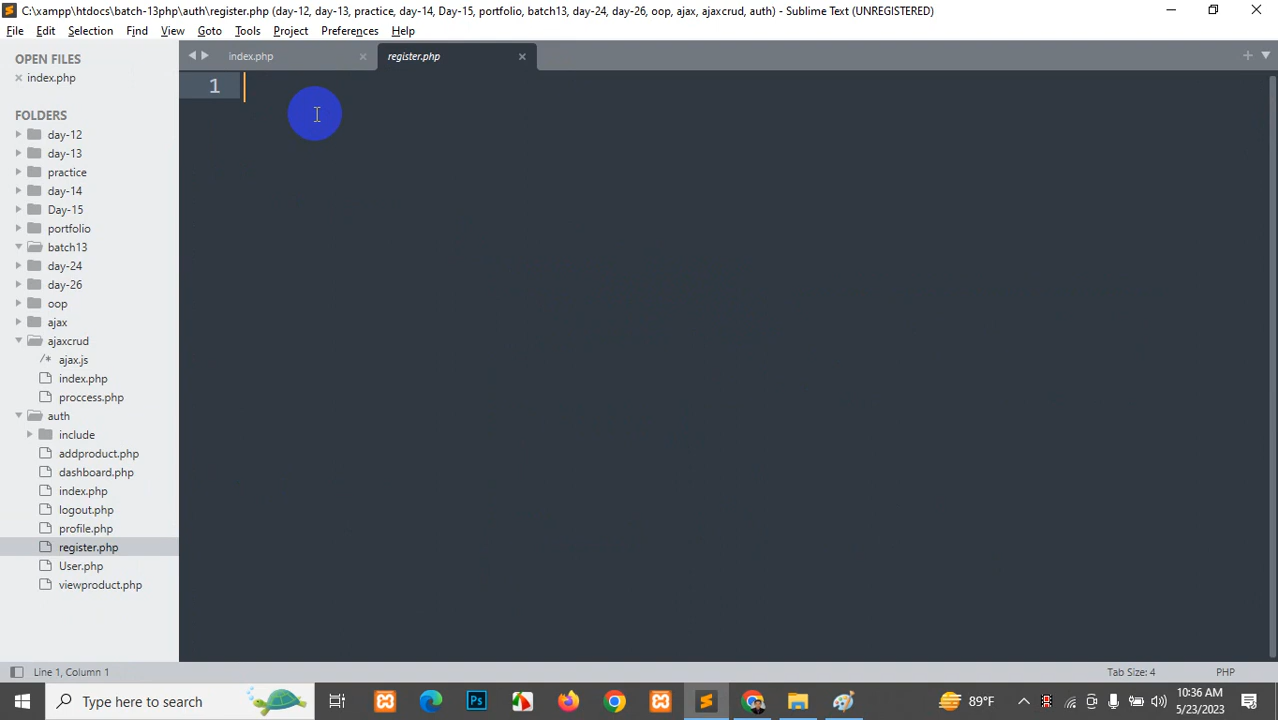 C:\xampp\htdocs\batch-13php\auth\register.php (day-12, day-13, practice, day-14, Day-15, portfolio, batch13, day-24, day-26, oop, ajax, ajaxcrud, auth) - Sublime Text (UNREGISTERED)
File Edit Selection Find View Goto Tools Project Preferences Help
OPEN FILES
index.php
FOLDERS
day-12
day-13
practice
day-14
Day-15
portfolio
batch13
day-24
day-26
oop
ajax
ajaxcrud
/* ajax.js
index.php
proccess.php
auth
include
addproduct.php
dashboard.php
index.php
logout.php
profile.php
register.php
User.php
viewproduct.php
index.php register.php
1
Line 1, Column 1 Tab Size: 4 PHP
Type here to search
Ps
89°F
10:36 AM
5/23/2023